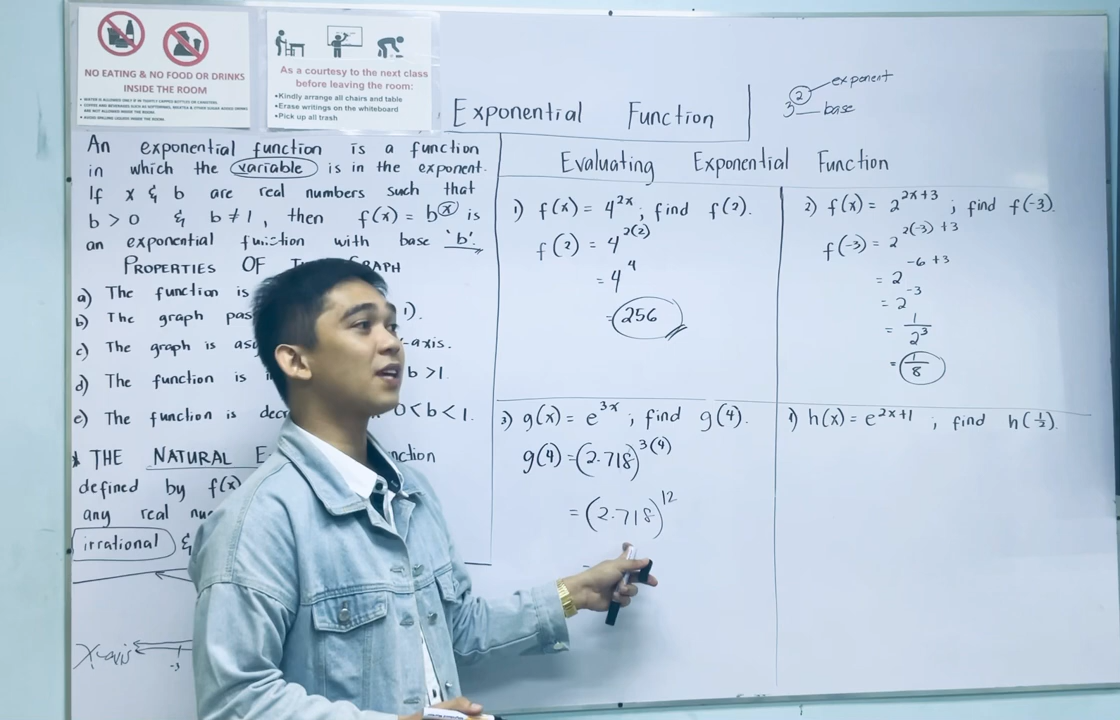 NO EATING & NO FOOD OR DRINKS
INSIDE THE ROOM
As a courtesy to the next class
before leaving the room:
•Kindly arrange all chairs and table
•Erase writings on the whiteboard
•Pick up all trash
Exponential Function
3² exponent
base
An exponential function is a function
in which the variable is in the exponent.
If x & b are real numbers such that
b > 0 & b ≠ 1, then f(x) = bˣ is
an exponential function with base 'b'.
PROPERTIES OF GRAPH
a) The function is
b) The graph pas 1).
c) The graph is as -axis.
d) The function is b > 1
e) The function is dec 0 < b < 1.
* THE NATURAL E nction
defined by f(x)
any real nu
irrational &
X-axis
-3
Evaluating Exponential Function
1) f(x) = 4^2x ; find f(2).
f(2) = 4^2(2)
= 4^4
= 256
2) f(x) = 2^2x+3 ; find f(-3).
f(-3) = 2^2(-3)+3
= 2^-6+3
= 2^-3
= 1/2^3
= 1/8
3) g(x) = e^3x ; find g(4).
g(4) = (2.718)^3(4)
= (2.718)^12
=
4) h(x) = e^2x+1 ; find h(1/2).